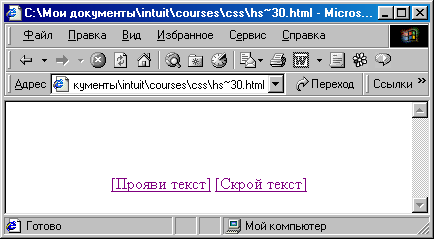 C:\Мои документы\intuit\courses\css\hs~30.html - Micros...
Файл Правка Вид Избранное Сервис Справка
Адрес кументы\intuit\courses\css\hs~30.html Переход Ссылки »
[Прояви текст] [Скрой текст]
Готово Мой компьютер